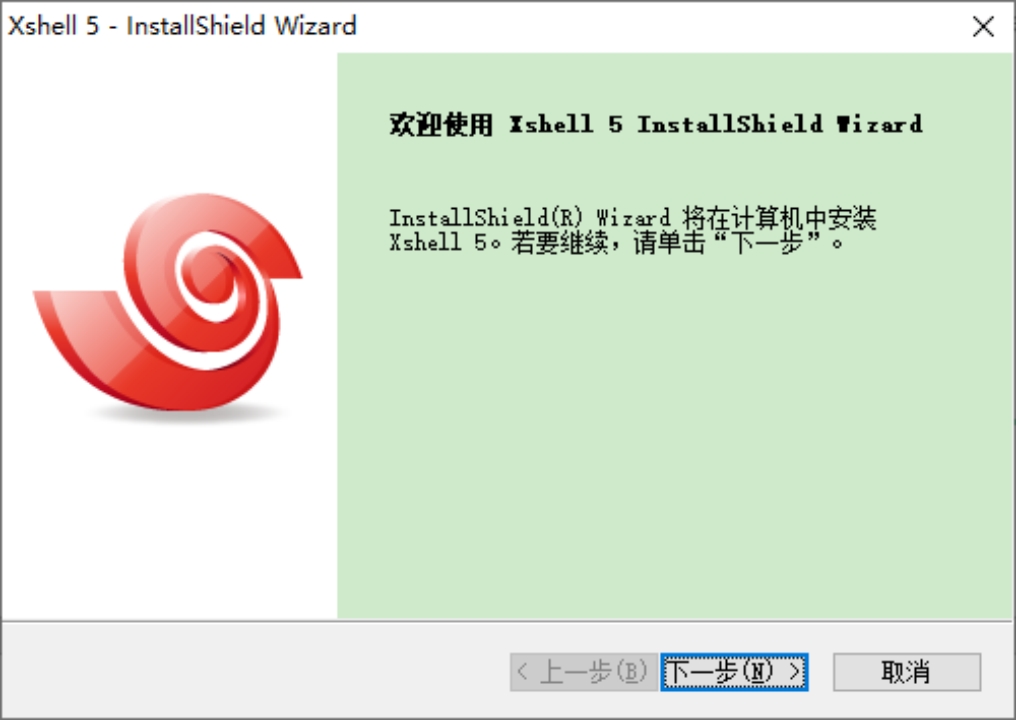 Xshell 5 - InstallShield Wizard
欢迎使用 Xshell 5 InstallShield Wizard
InstallShield(R) Wizard 将在计算机中安装
Xshell 5。若要继续，请单击“下一步”。
< 上一步(B)
下一步(N) >
取消